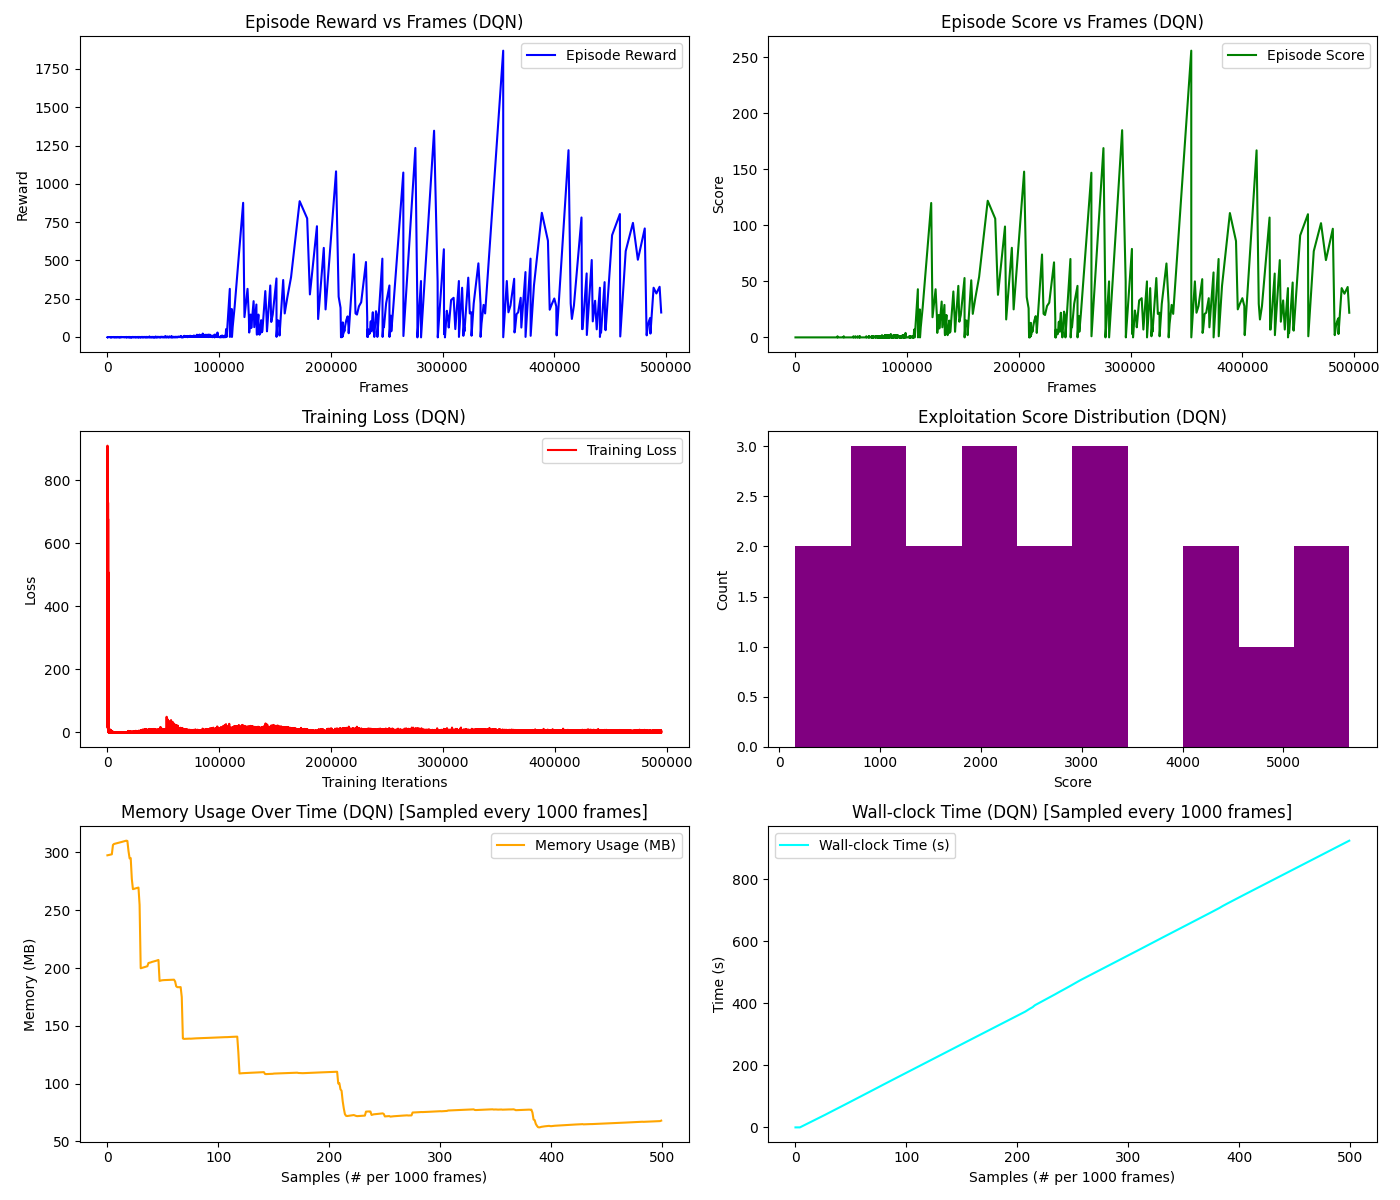 Episode Reward vs Frames (DQN)
Episode Reward
Reward
1750
1500
1250
1000
750
500
250
0
0 100000 200000 300000 400000 500000
Frames
Episode Score vs Frames (DQN)
Episode Score
Score
250
200
150
100
50
0
0 100000 200000 300000 400000 500000
Frames
Training Loss (DQN)
Training Loss
Loss
800
600
400
200
0
0 100000 200000 300000 400000 500000
Training Iterations
Exploitation Score Distribution (DQN)
Count
3.0
2.5
2.0
1.5
1.0
0.5
0.0
0 1000 2000 3000 4000 5000
Score
Memory Usage Over Time (DQN) [Sampled every 1000 frames]
Memory Usage (MB)
Memory (MB)
300
250
200
150
100
50
0 100 200 300 400 500
Samples (# per 1000 frames)
Wall-clock Time (DQN) [Sampled every 1000 frames]
Wall-clock Time (s)
Time (s)
800
600
400
200
0
0 100 200 300 400 500
Samples (# per 1000 frames)